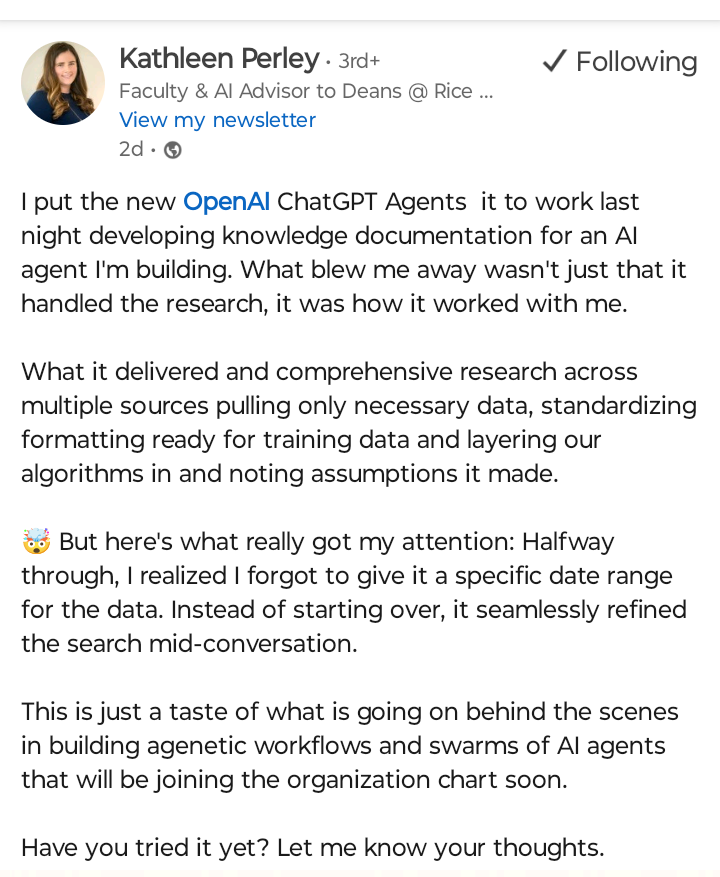 Kathleen Perley · 3rd+
✓ Following
Faculty & AI Advisor to Deans @ Rice ...
View my newsletter
2d ·
I put the new OpenAI ChatGPT Agents  it to work last
night developing knowledge documentation for an AI
agent I'm building. What blew me away wasn't just that it
handled the research, it was how it worked with me.
What it delivered and comprehensive research across
multiple sources pulling only necessary data, standardizing
formatting ready for training data and layering our
algorithms in and noting assumptions it made.
🤯 But here's what really got my attention: Halfway
through, I realized I forgot to give it a specific date range
for the data. Instead of starting over, it seamlessly refined
the search mid-conversation.
This is just a taste of what is going on behind the scenes
in building agenetic workflows and swarms of AI agents
that will be joining the organization chart soon.
Have you tried it yet? Let me know your thoughts.